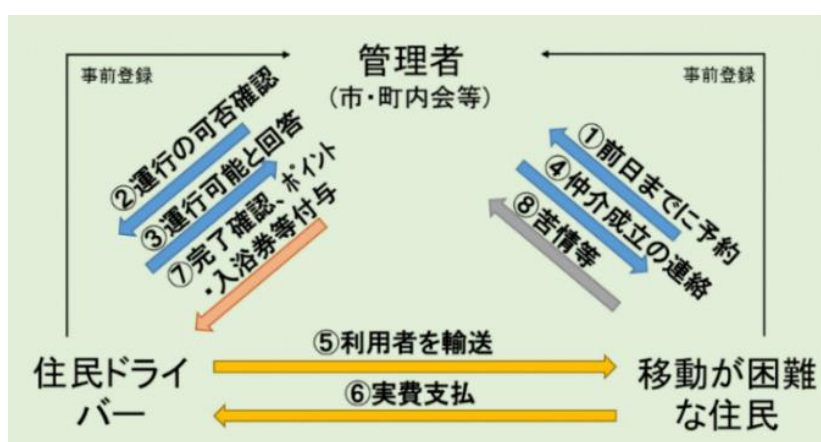 管理者
(市・町内会等)
事前登録
事前登録
②運行の可否確認
③運行可能と回答
⑦完了確認、ポイント
・入浴券等付与
①前日までに予約
④仲介成立の連絡
⑧苦情等
⑤利用者を輸送
⑥実費支払
住民ドライ
バー
移動が困難
な住民